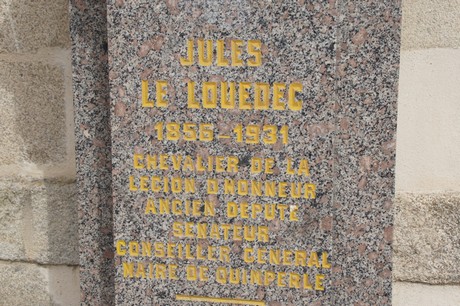 JULES
LE LOUEDEC
1856-1931
CHEVALIER DE LA
LEGION D HONNEUR
ANCIEN DEPUTE
SENATEUR
CONSEILLER GENERAL
MAIRE DE QUIMPERLE